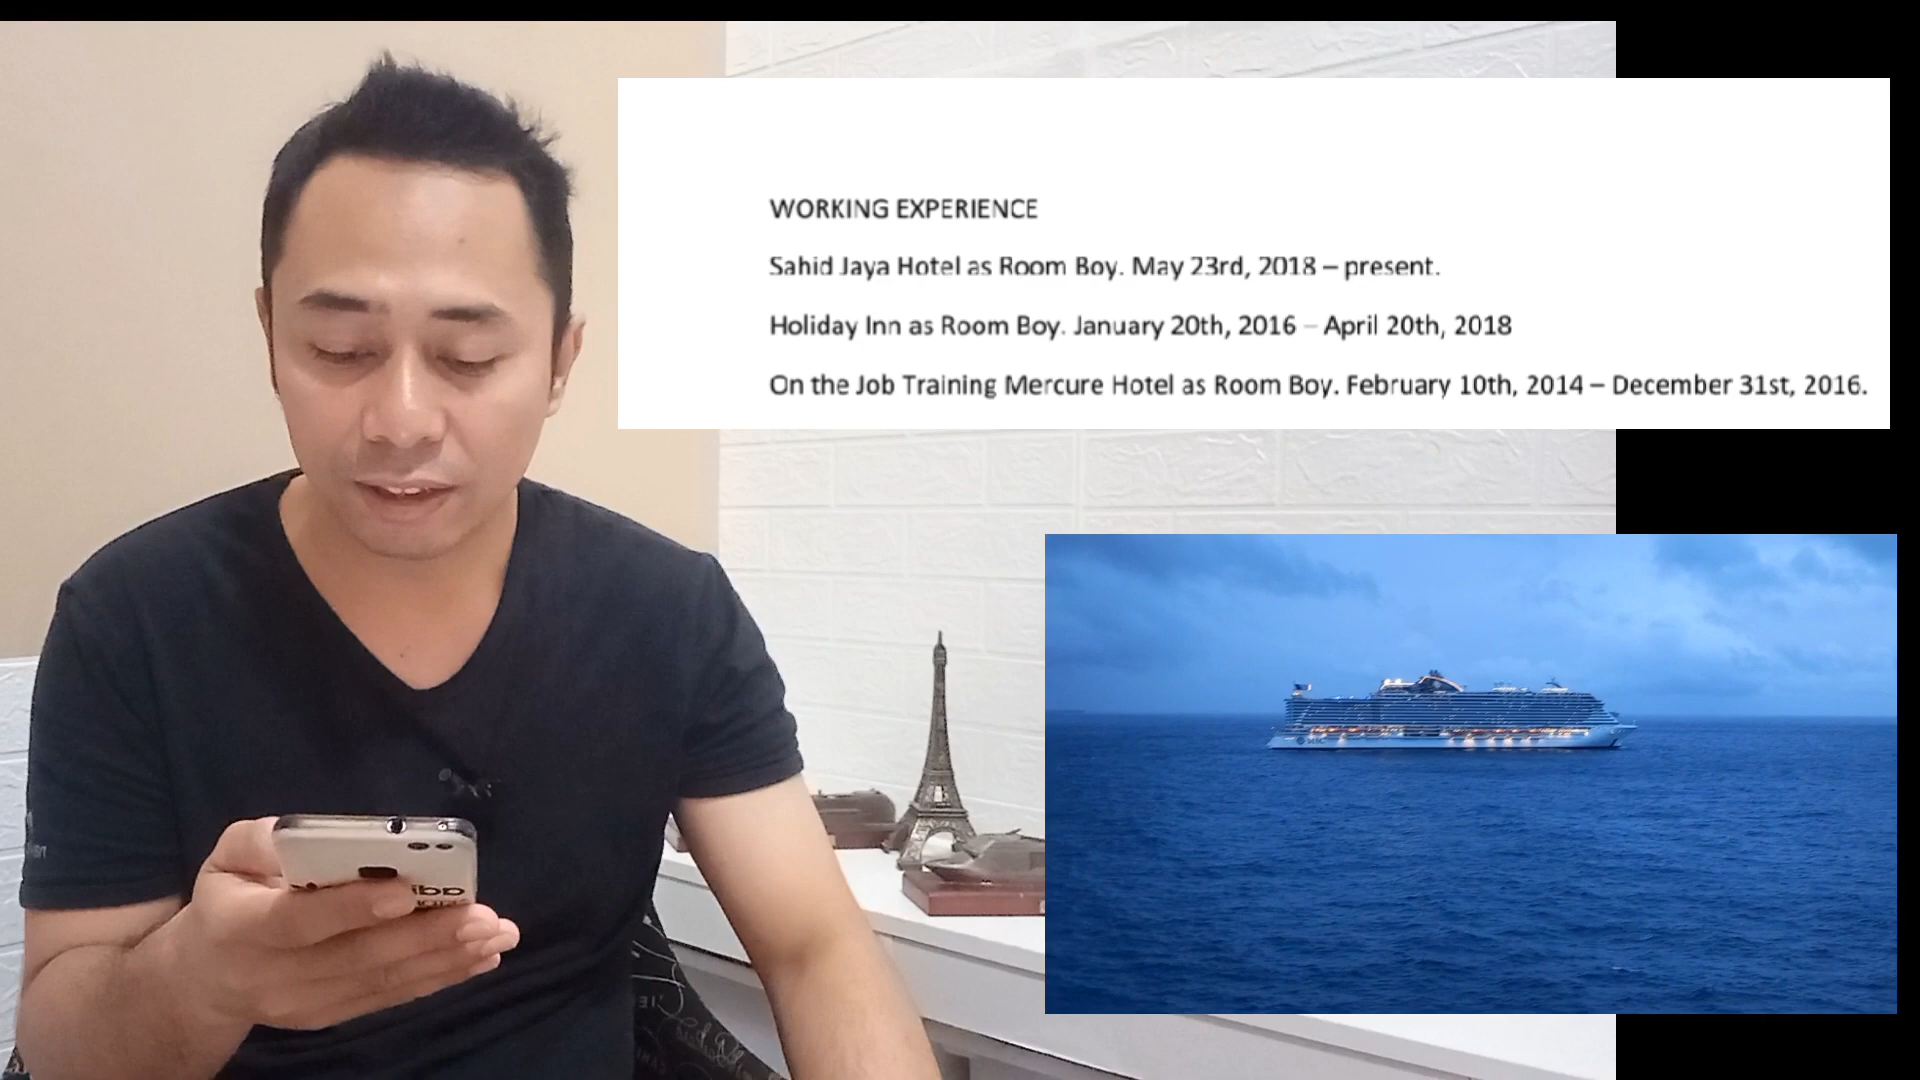 WORKING EXPERIENCE
Sahid Jaya Hotel as Room Boy. May 23rd, 2018 – present.
Holiday Inn as Room Boy. January 20th, 2016 – April 20th, 2018
On the Job Training Mercure Hotel as Room Boy. February 10th, 2014 – December 31st, 2016.